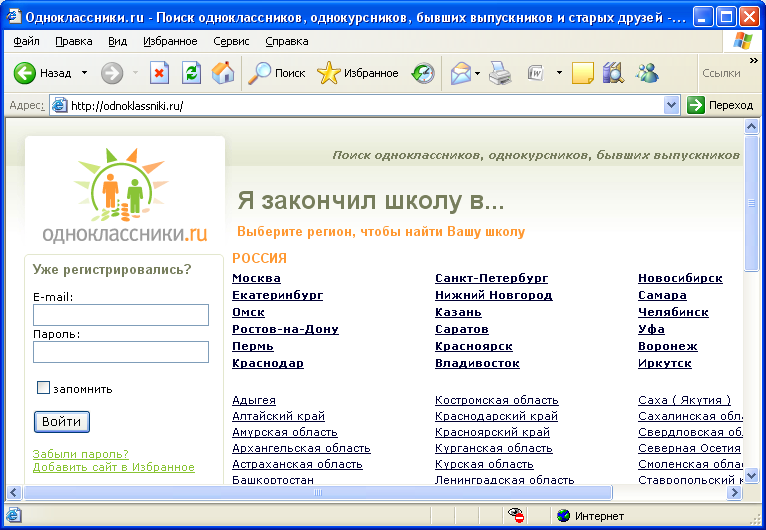 Одноклассники.ru - Поиск одноклассников, однокурсников, бывших выпускников и старых друзей - ...
Файл Правка Вид Избранное Сервис Справка
Назад Поиск Избранное Ссылки
Адрес: http://odnoklassniki.ru/ Переход
Поиск одноклассников, однокурсников, бывших выпускников
одноклассники.ru
Я закончил школу в...
Выберите регион, чтобы найти Вашу школу
Уже регистрировались?
E-mail:
Пароль:
запомнить
Войти
Забыли пароль?
Добавить сайт в Избранное
РОССИЯ
Москва Санкт-Петербург Новосибирск
Екатеринбург Нижний Новгород Самара
Омск Казань Челябинск
Ростов-на-Дону Саратов Уфа
Пермь Красноярск Воронеж
Краснодар Владивосток Иркутск
Адыгея Костромская область Саха ( Якутия )
Алтайский край Краснодарский край Сахалинская обл
Амурская область Красноярский край Свердловская об
Архангельская область Курганская область Северная Осетия
Астраханская область Курская область Смоленская обла
Башкортостан Ленинградская область Ставропольский к
Интернет